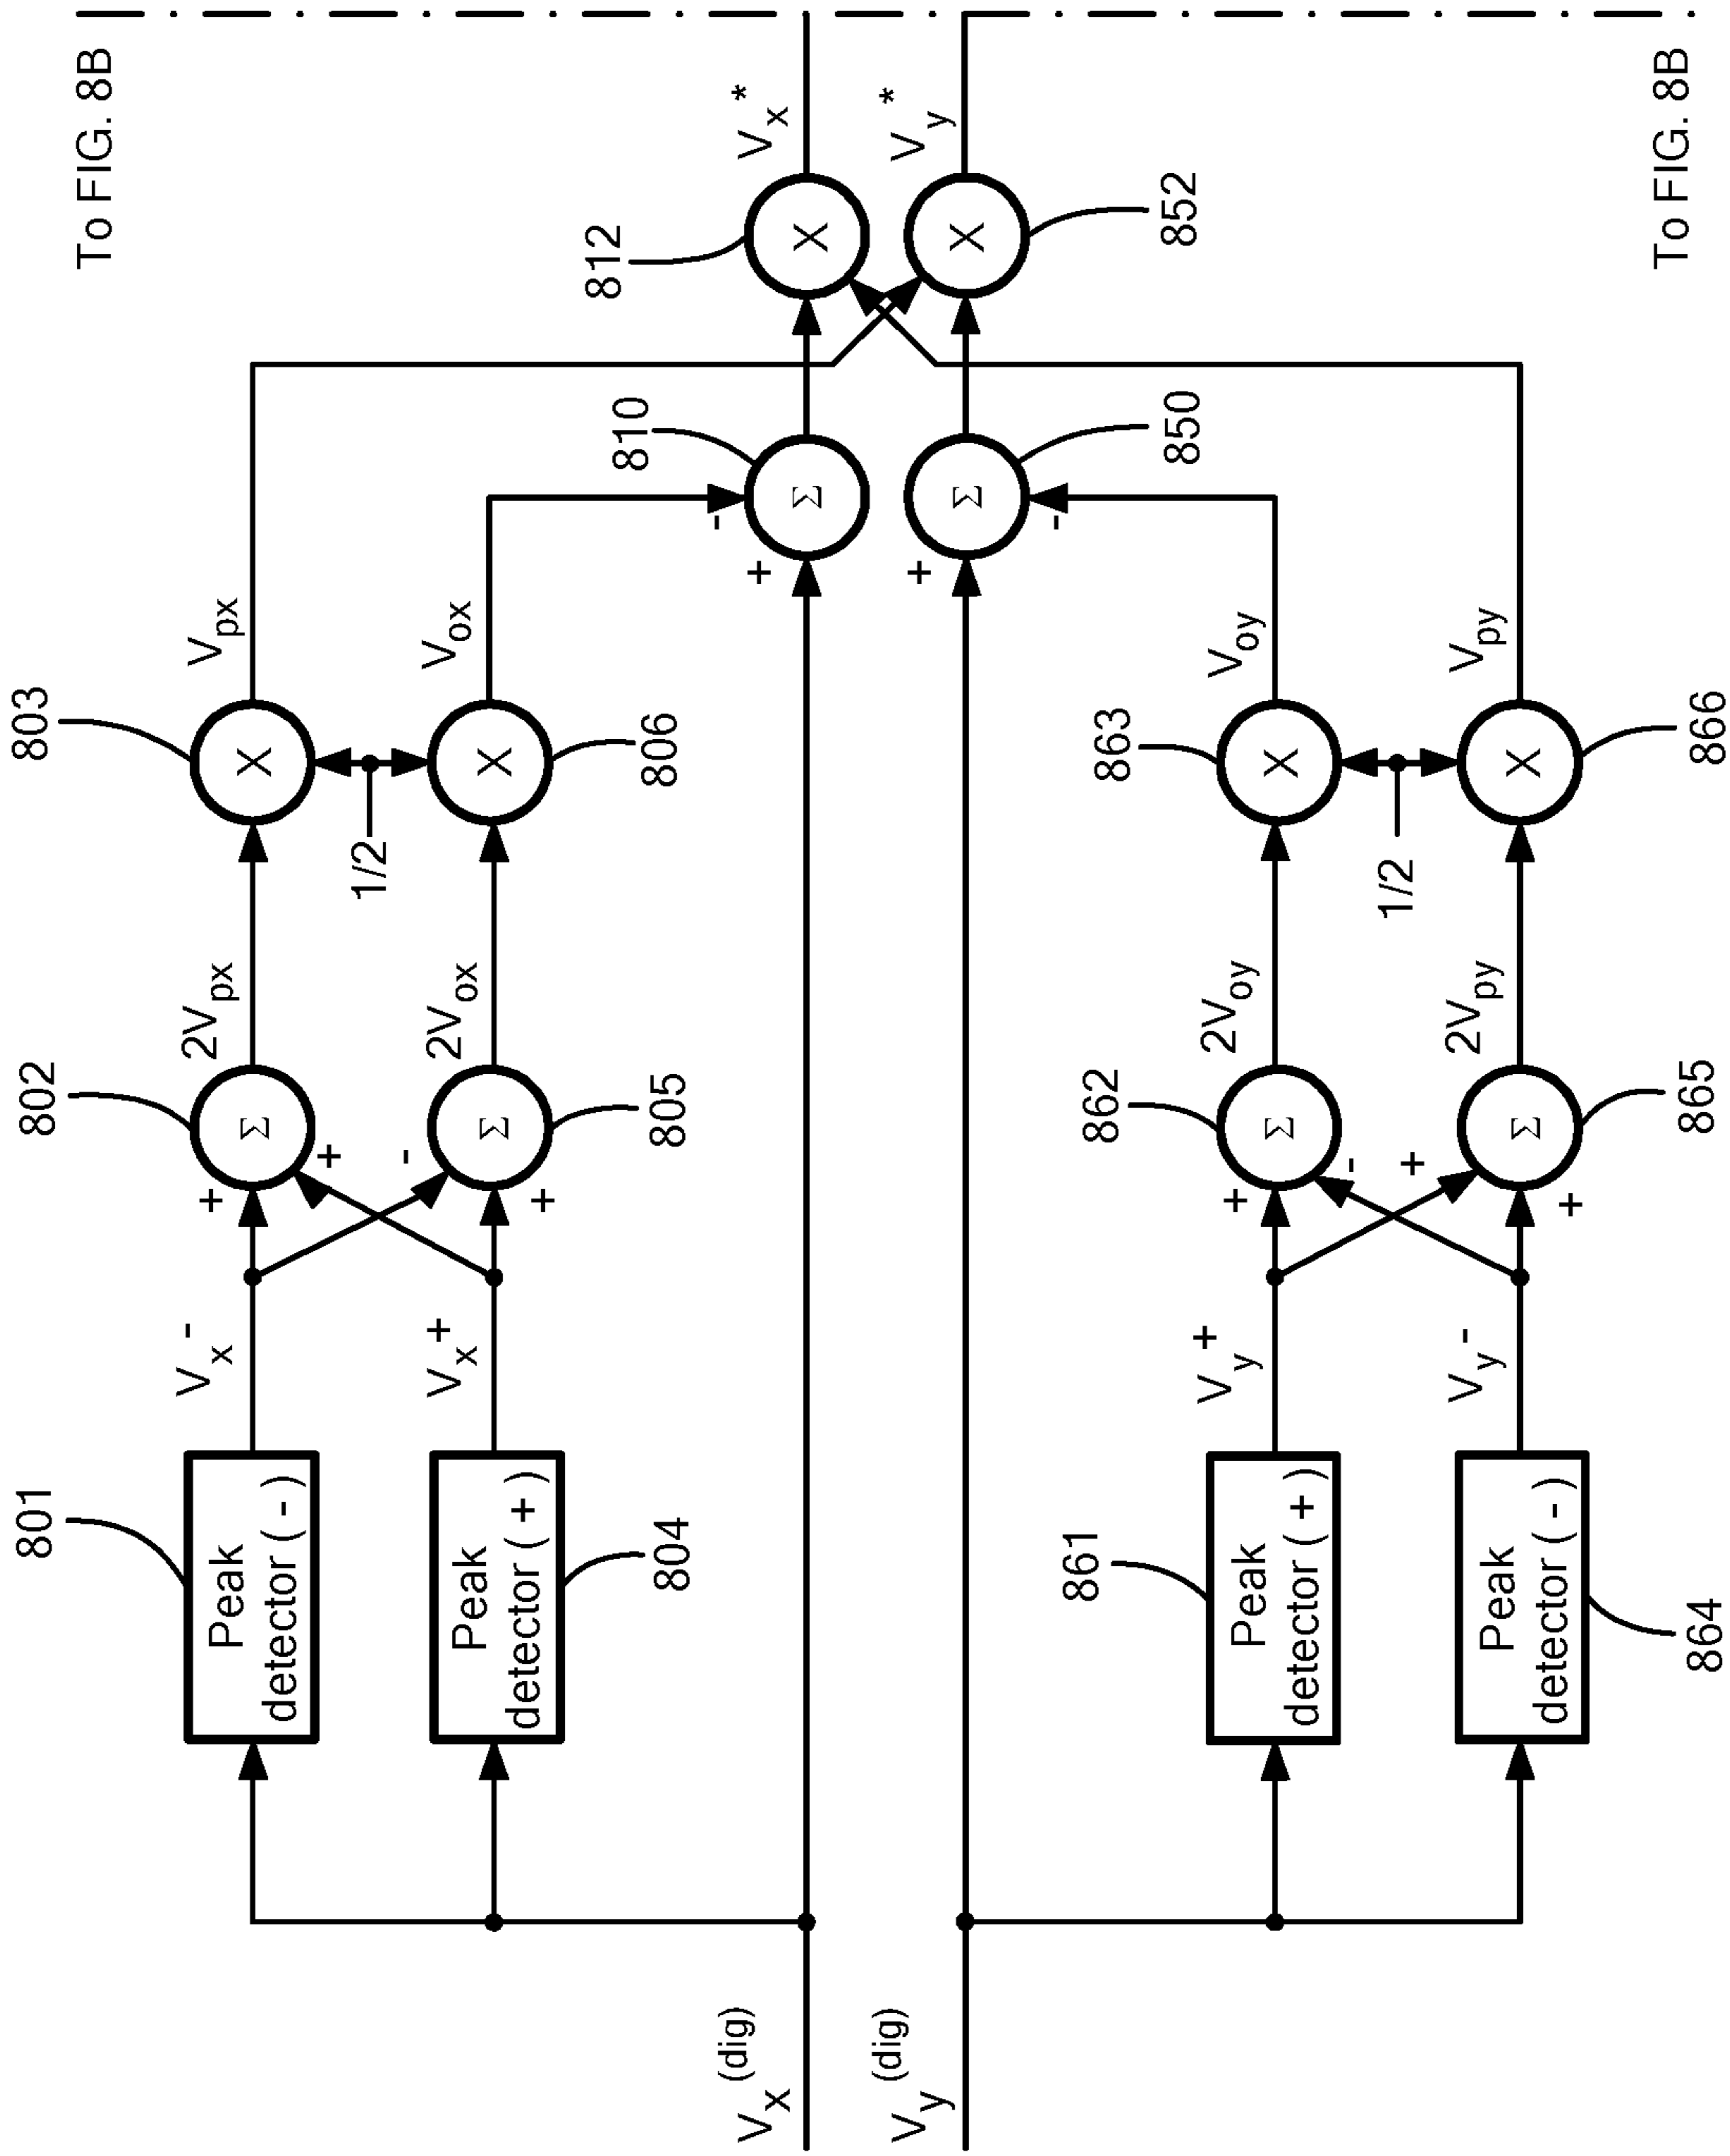 To FIG. 8B
803
V_px
802
2V_px
801
V_x^-
Peak
detector ( - )
+
+
Σ
X
1/2
806
V_ox
805
2V_ox
V_x^+
Peak
detector ( + )
804
-
+
Σ
X
812
810
V_x^*
X
Σ
-
+
V_x^(dig)
V_y^(dig)
+
-
Σ
850
X
852
V_y^*
861
Peak
detector ( + )
V_y^+
862
+
-
Σ
2V_oy
863
X
V_oy
1/2
864
Peak
detector ( - )
V_y^-
+
+
Σ
865
2V_py
X
866
V_py
To FIG. 8B